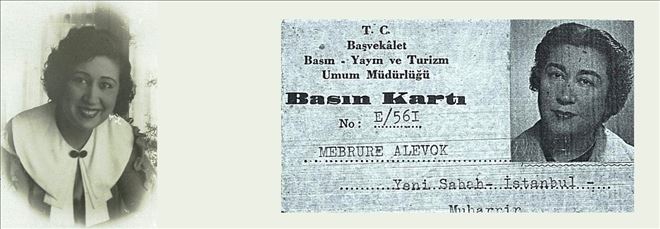 T. C.
Başvekâlet
Basın - Yayın ve Turizm
Umum Müdürlüğü
Basın Kartı
No: E/561
MEBRURE ALEVOK
Yeni Sabah- İstanbul -
Muharrir